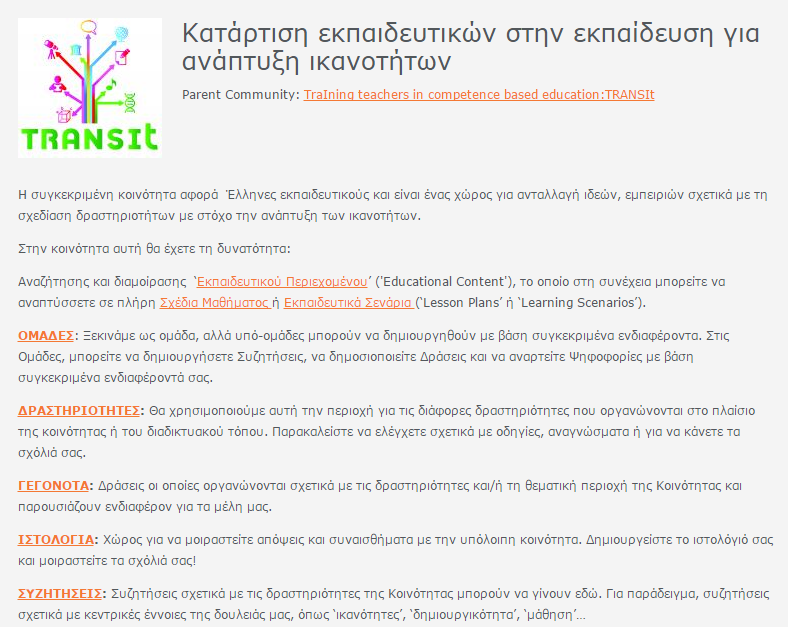 TRANSIt
Κατάρτιση εκπαιδευτικών στην εκπαίδευση για
ανάπτυξη ικανοτήτων
Parent Community: TraIning teachers in competence based education:TRANSIt
Η συγκεκριμένη κοινότητα αφορά Έλληνες εκπαιδευτικούς και είναι ένας χώρος για ανταλλαγή ιδεών, εμπειριών σχετικά με τη
σχεδίαση δραστηριοτήτων με στόχο την ανάπτυξη των ικανοτήτων.
Στην κοινότητα αυτή θα έχετε τη δυνατότητα:
Αναζήτησης και διαμοίρασης ‘Εκπαιδευτικού Περιεχομένου’ ('Educational Content'), το οποίο στη συνέχεια μπορείτε να
αναπτύσσετε σε πλήρη Σχέδια Μαθήματος ή Εκπαιδευτικά Σενάρια (‘Lesson Plans’ ή ‘Learning Scenarios’).
ΟΜΑΔΕΣ: Ξεκινάμε ως ομάδα, αλλά υπό-ομάδες μπορούν να δημιουργηθούν με βάση συγκεκριμένα ενδιαφέροντα. Στις
Ομάδες, μπορείτε να δημιουργήσετε Συζητήσεις, να δημοσιοποιείτε Δράσεις και να αναρτείτε Ψηφοφορίες με βάση
συγκεκριμένα ενδιαφέροντά σας.
ΔΡΑΣΤΗΡΙΟΤΗΤΕΣ: Θα χρησιμοποιούμε αυτή την περιοχή για τις διάφορες δραστηριότητες που οργανώνονται στο πλαίσιο
της κοινότητας ή του διαδικτυακού τόπου. Παρακαλείστε να ελέγχετε σχετικά με οδηγίες, αναγνώσματα ή για να κάνετε τα
σχόλιά σας.
ΓΕΓΟΝΟΤΑ: Δράσεις οι οποίες οργανώνονται σχετικά με τις δραστηριότητες και/ή τη θεματική περιοχή της Κοινότητας και
παρουσιάζουν ενδιαφέρον για τα μέλη μας.
ΙΣΤΟΛΟΓΙΑ: Χώρος για να μοιραστείτε απόψεις και συναισθήματα με την υπόλοιπη κοινότητα. Δημιουργείστε το ιστολόγιό σας
και μοιραστείτε τα σχόλιά σας!
ΣΥΖΗΤΗΣΕΙΣ: Συζητήσεις σχετικά με τις δραστηριότητες της Κοινότητας μπορούν να γίνουν εδώ. Για παράδειγμα, συζητήσεις
σχετικά με κεντρικές έννοιες της δουλειάς μας, όπως ‘ικανότητες’, ‘δημιουργικότητα’, ‘μάθηση’…